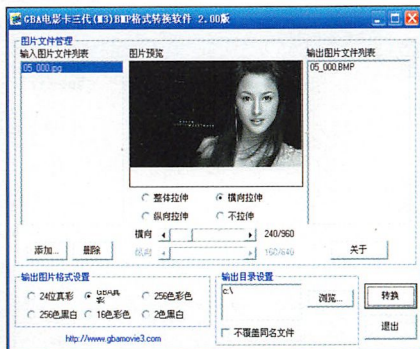 GBA电影卡三代(M3)BMP格式转换软件 2.00版
图片文件管理
输入图片文件列表
图片预览
输出图片文件列表
05_000.jpg
05_000.BMP
整体拉伸
横向拉伸
纵向拉伸
不拉伸
横向
240/960
纵向
160/640
添加...
删除
关于
输出图片格式设置
24位真彩
GBA真彩
256色彩色
256色黑白
16色彩色
2色黑白
输出目录设置
c:\
浏览...
不覆盖同名文件
转换
退出
http://www.gbamovie3.com